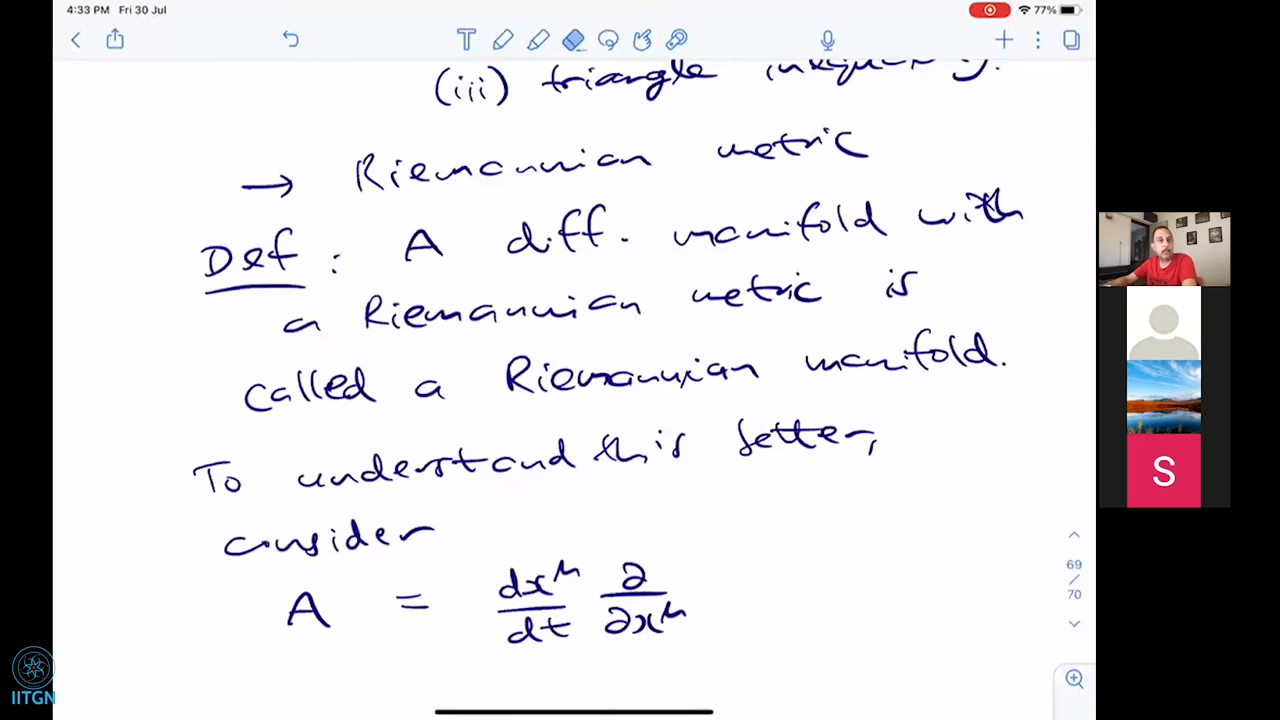 4:33 PM Fri 30 Jul
77%
T
(iii) triangle inequality.
→ Riemannian metric
Def : A diff. manifold with
a Riemannian metric is
called a Riemannian manifold.
To understand this better,
consider
A = dx^μ/dt ∂/∂x^μ
69
/
70
S
IITGN